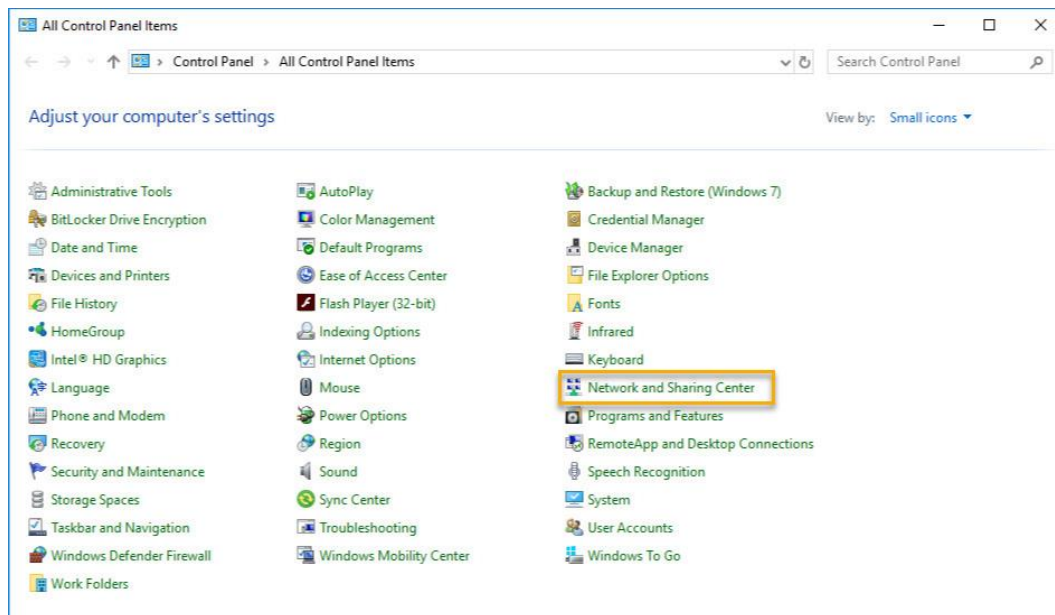 All Control Panel Items
Control Panel > All Control Panel Items Search Control Panel
Adjust your computer's settings View by: Small icons
Administrative Tools AutoPlay Backup and Restore (Windows 7)
BitLocker Drive Encryption Color Management Credential Manager
Date and Time Default Programs Device Manager
Devices and Printers Ease of Access Center File Explorer Options
File History Flash Player (32-bit) Fonts
HomeGroup Indexing Options Infrared
Intel® HD Graphics Internet Options Keyboard
Language Mouse Network and Sharing Center
Phone and Modem Power Options Programs and Features
Recovery Region RemoteApp and Desktop Connections
Security and Maintenance Sound Speech Recognition
Storage Spaces Sync Center System
Taskbar and Navigation Troubleshooting User Accounts
Windows Defender Firewall Windows Mobility Center Windows To Go
Work Folders